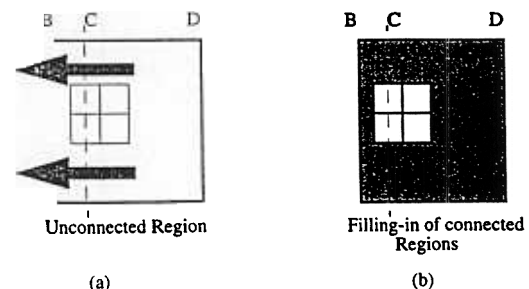 B C D
B C D
Unconnected Region
Filling-in of connected
Regions
(a)
(b)